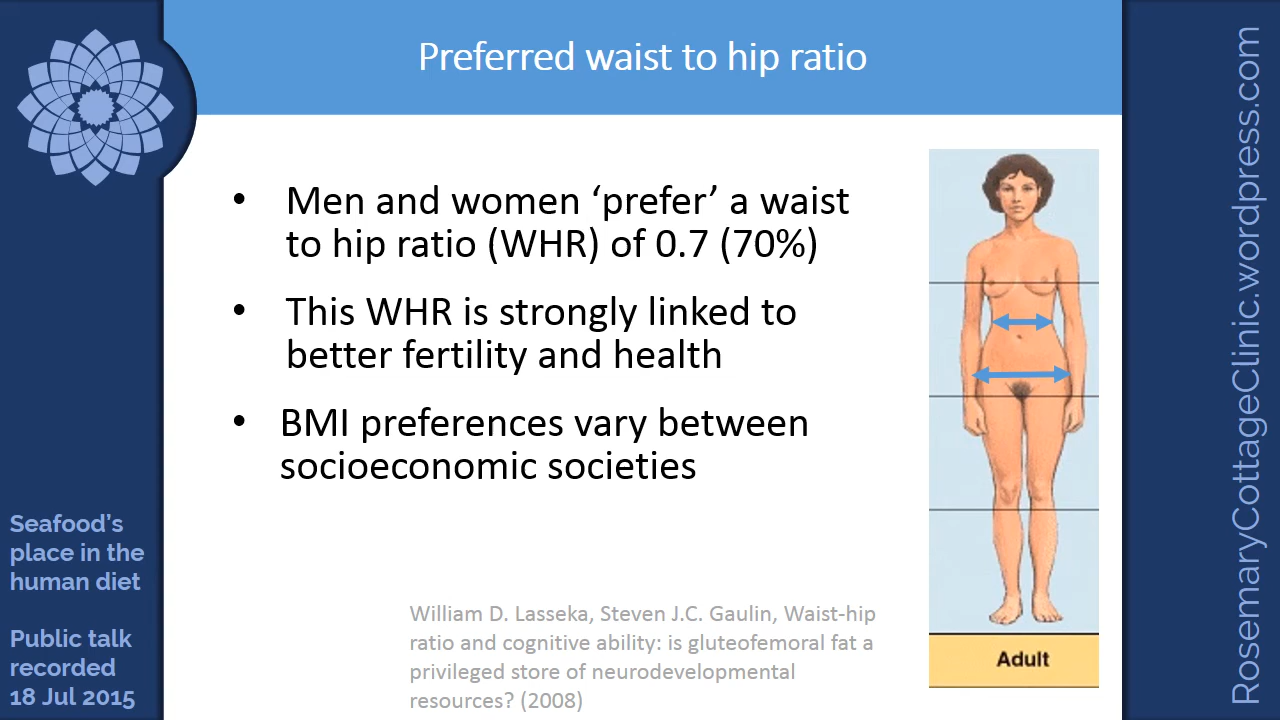 Preferred waist to hip ratio
• Men and women ‘prefer’ a waist
to hip ratio (WHR) of 0.7 (70%)
• This WHR is strongly linked to
better fertility and health
• BMI preferences vary between
socioeconomic societies
William D. Lasseka, Steven J.C. Gaulin, Waist-hip
ratio and cognitive ability: is gluteofemoral fat a
privileged store of neurodevelopmental
resources? (2008)
Adult
Seafood’s
place in the
human diet
Public talk
recorded
18 Jul 2015
RosemaryCottageClinic.wordpress.com